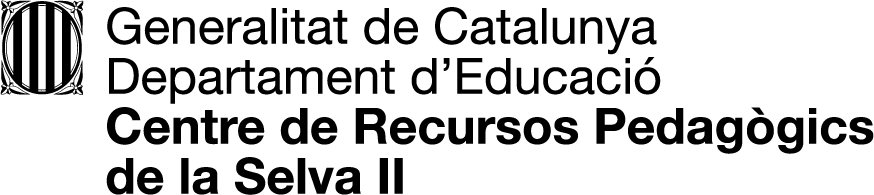 Generalitat de Catalunya
Departament d’Educació
Centre de Recursos Pedagògics
de la Selva II